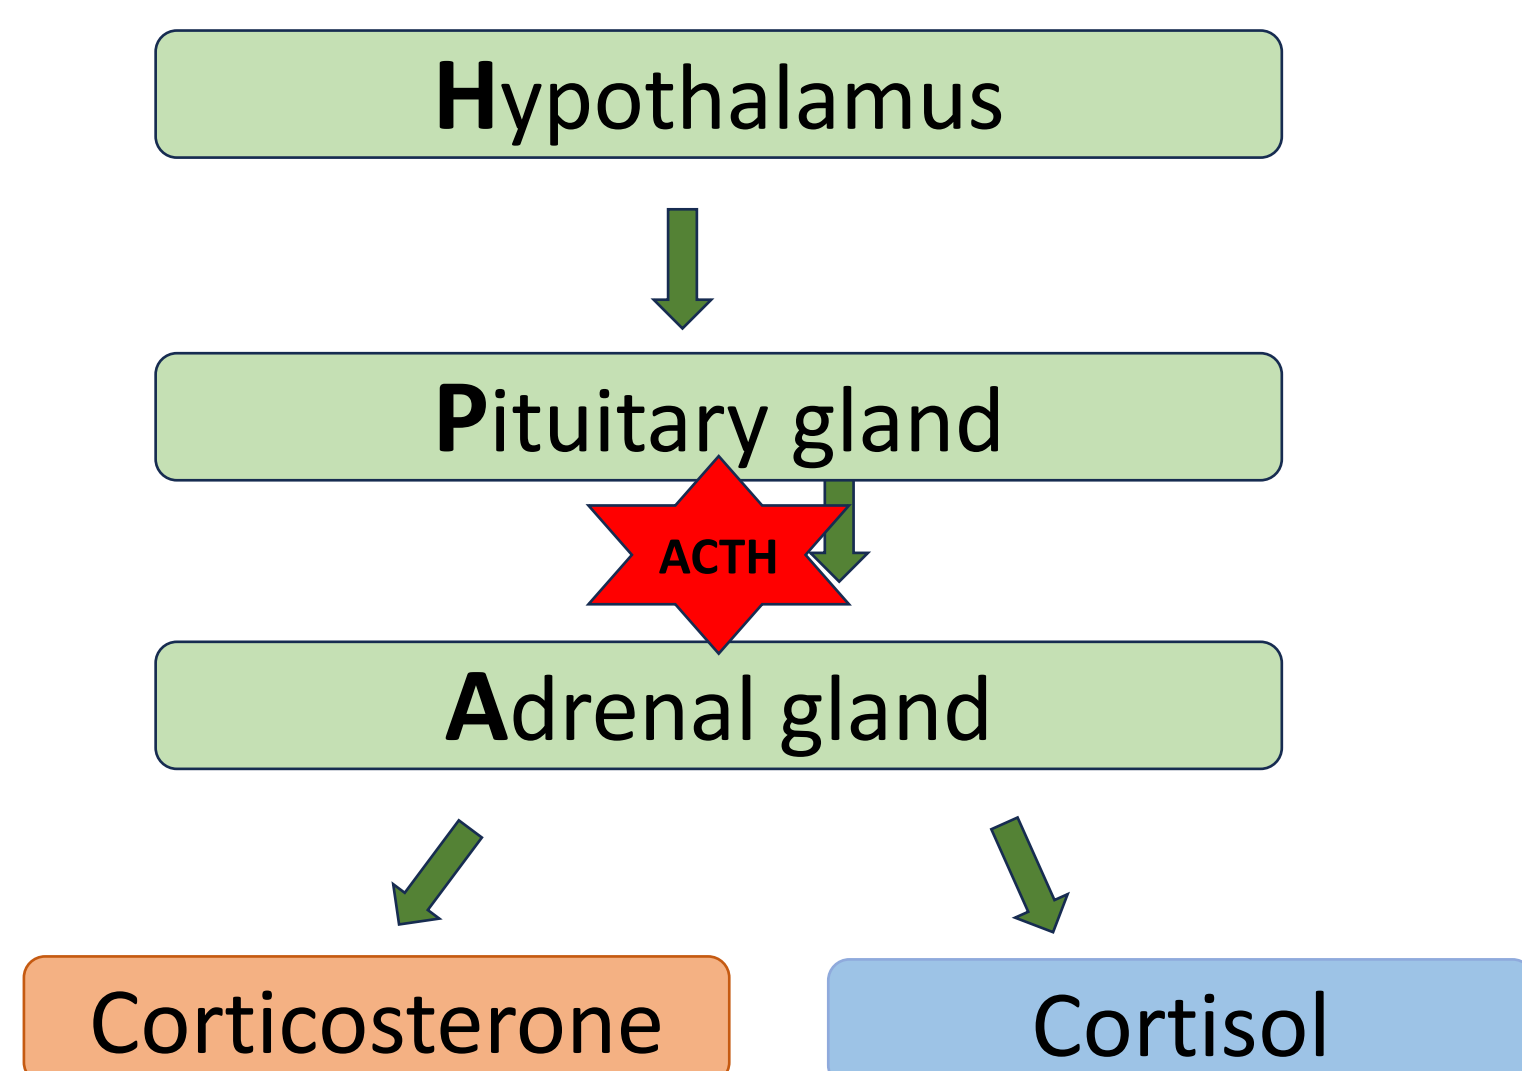 Hypothalamus
Pituitary gland
ACTH
Adrenal gland
Corticosterone
Cortisol